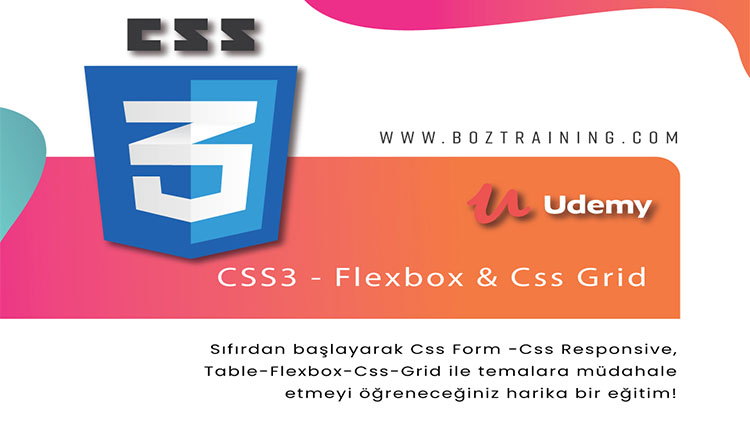 CSS
3
WWW.BOZTRAINING.COM
u Udemy
CSS3 - Flexbox & Css Grid
Sıfırdan başlayarak Css Form -Css Responsive,
Table-Flexbox-Css-Grid ile temalara müdahale
etmeyi öğreneceğiniz harika bir eğitim!